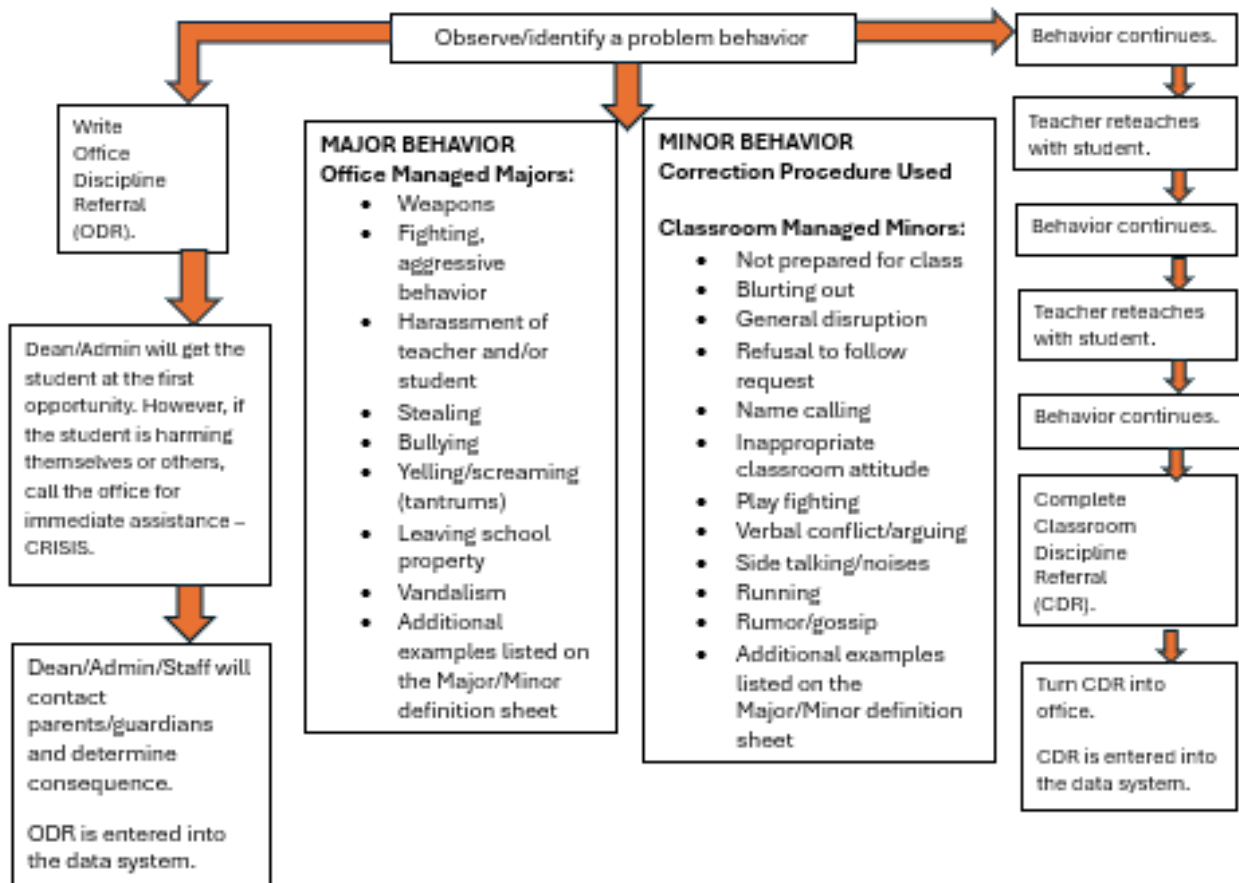 Observe/identify a problem behavior
Write
Office
Discipline
Referral
(ODR).
Dean/Admin will get the
student at the first
opportunity. However, if
the student is harming
themselves or others,
call the office for
immediate assistance –
CRISIS.
Dean/Admin/Staff will
contact
parents/guardians
and determine
consequence.
ODR is entered into
the data system.
MAJOR BEHAVIOR
Office Managed Majors:
• Weapons
• Fighting,
aggressive
behavior
• Harassment of
teacher and/or
student
• Stealing
• Bullying
• Yelling/screaming
(tantrums)
• Leaving school
property
• Vandalism
• Additional
examples listed on
the Major/Minor
definition sheet
MINOR BEHAVIOR
Correction Procedure Used
Classroom Managed Minors:
• Not prepared for class
• Blurting out
• General disruption
• Refusal to follow
request
• Name calling
• Inappropriate
classroom attitude
• Play fighting
• Verbal conflict/arguing
• Side talking/noises
• Running
• Rumor/gossip
• Additional examples
listed on the
Major/Minor definition
sheet
Behavior continues.
Teacher reteaches
with student.
Behavior continues.
Teacher reteaches
with student.
Behavior continues.
Complete
Classroom
Discipline
Referral
(CDR).
Turn CDR into
office.
CDR is entered into
the data system.